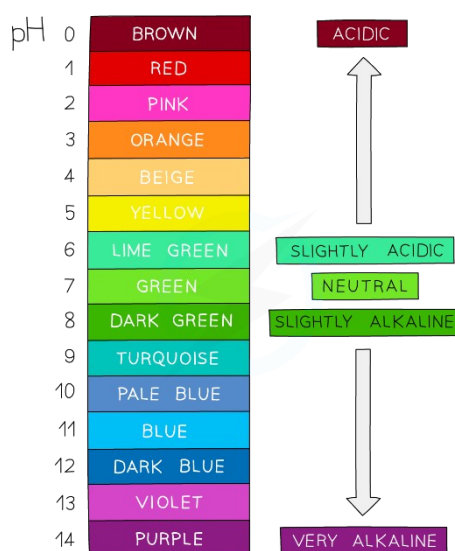 pH 0 BROWN ACIDIC
1 RED
2 PINK
3 ORANGE
4 BEIGE
5 YELLOW
6 LIME GREEN SLIGHTLY ACIDIC
7 GREEN NEUTRAL
8 DARK GREEN SLIGHTLY ALKALINE
9 TURQUOISE
10 PALE BLUE
11 BLUE
12 DARK BLUE
13 VIOLET
14 PURPLE VERY ALKALINE